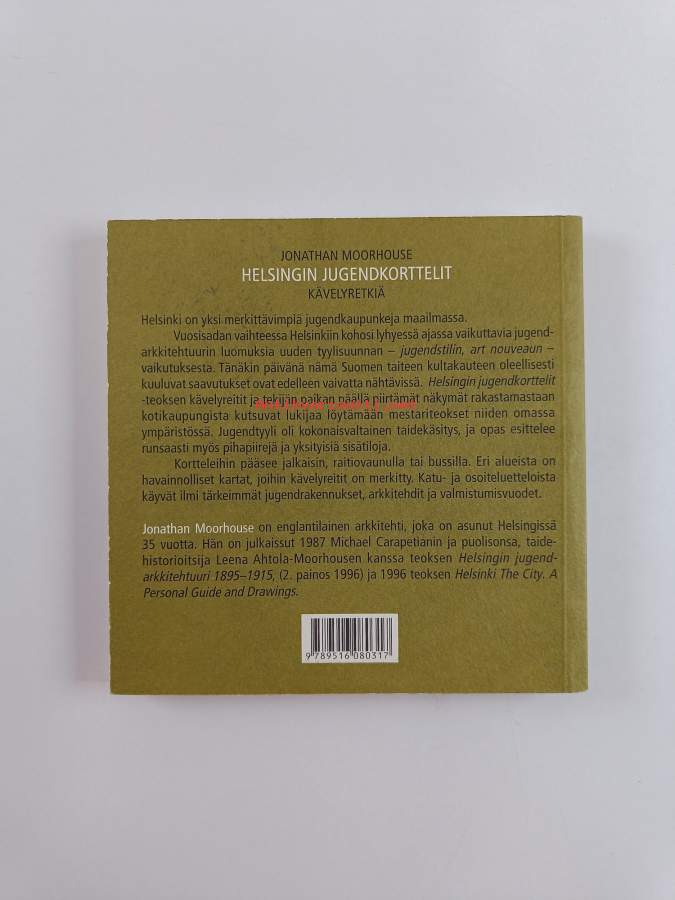 JONATHAN MOORHOUSE
HELSINGIN JUGENDKORTTELIT
KÄVELYRETKIÄ
Helsinki on yksi merkittävimpiä jugendkaupunkeja maailmassa.
Vuosisadan vaihteessa Helsinkiin kohosi lyhyessä ajassa vaikuttavia jugend-
arkkitehtuurin luomuksia uuden tyylisuunnan – jugendstilin, art nouveaun –
vaikutuksesta. Tänäkin päivänä nämä Suomen taiteen kultakauteen oleellisesti
kuuluvat saavutukset ovat edelleen vaivatta nähtävissä. Helsingin jugendkorttelit
-teoksen kävelyreitit ja tekijän paikan päällä piirtämät näkymät rakastamastaan
kotikaupungista kutsuvat lukijaa löytämään mestariteokset niiden omassa
ympäristössä. Jugendtyyli oli kokonaisvaltainen taidekäsitys, ja opas esittelee
runsaasti myös pihapiirejä ja yksityisiä sisätiloja.
Kortteleihin pääsee jalkaisin, raitiovaunulla tai bussilla. Eri alueista on
havainnolliset kartat, joihin kävelyreitit on merkitty. Katu- ja osoiteluetteloista
käyvät ilmi tärkeimmät jugendrakennukset, arkkitehdit ja valmistumisvuodet.
Jonathan Moorhouse on englantilainen arkkitehti, joka on asunut Helsingissä
35 vuotta. Hän on julkaissut 1987 Michael Carapetianin ja puolisonsa, taide-
historioitsija Leena Ahtola-Moorhousen kanssa teoksen Helsingin jugend-
arkkitehtuuri 1895–1915, (2. painos 1996) ja 1996 teoksen Helsinki The City. A
Personal Guide and Drawings.
9 789516 080317